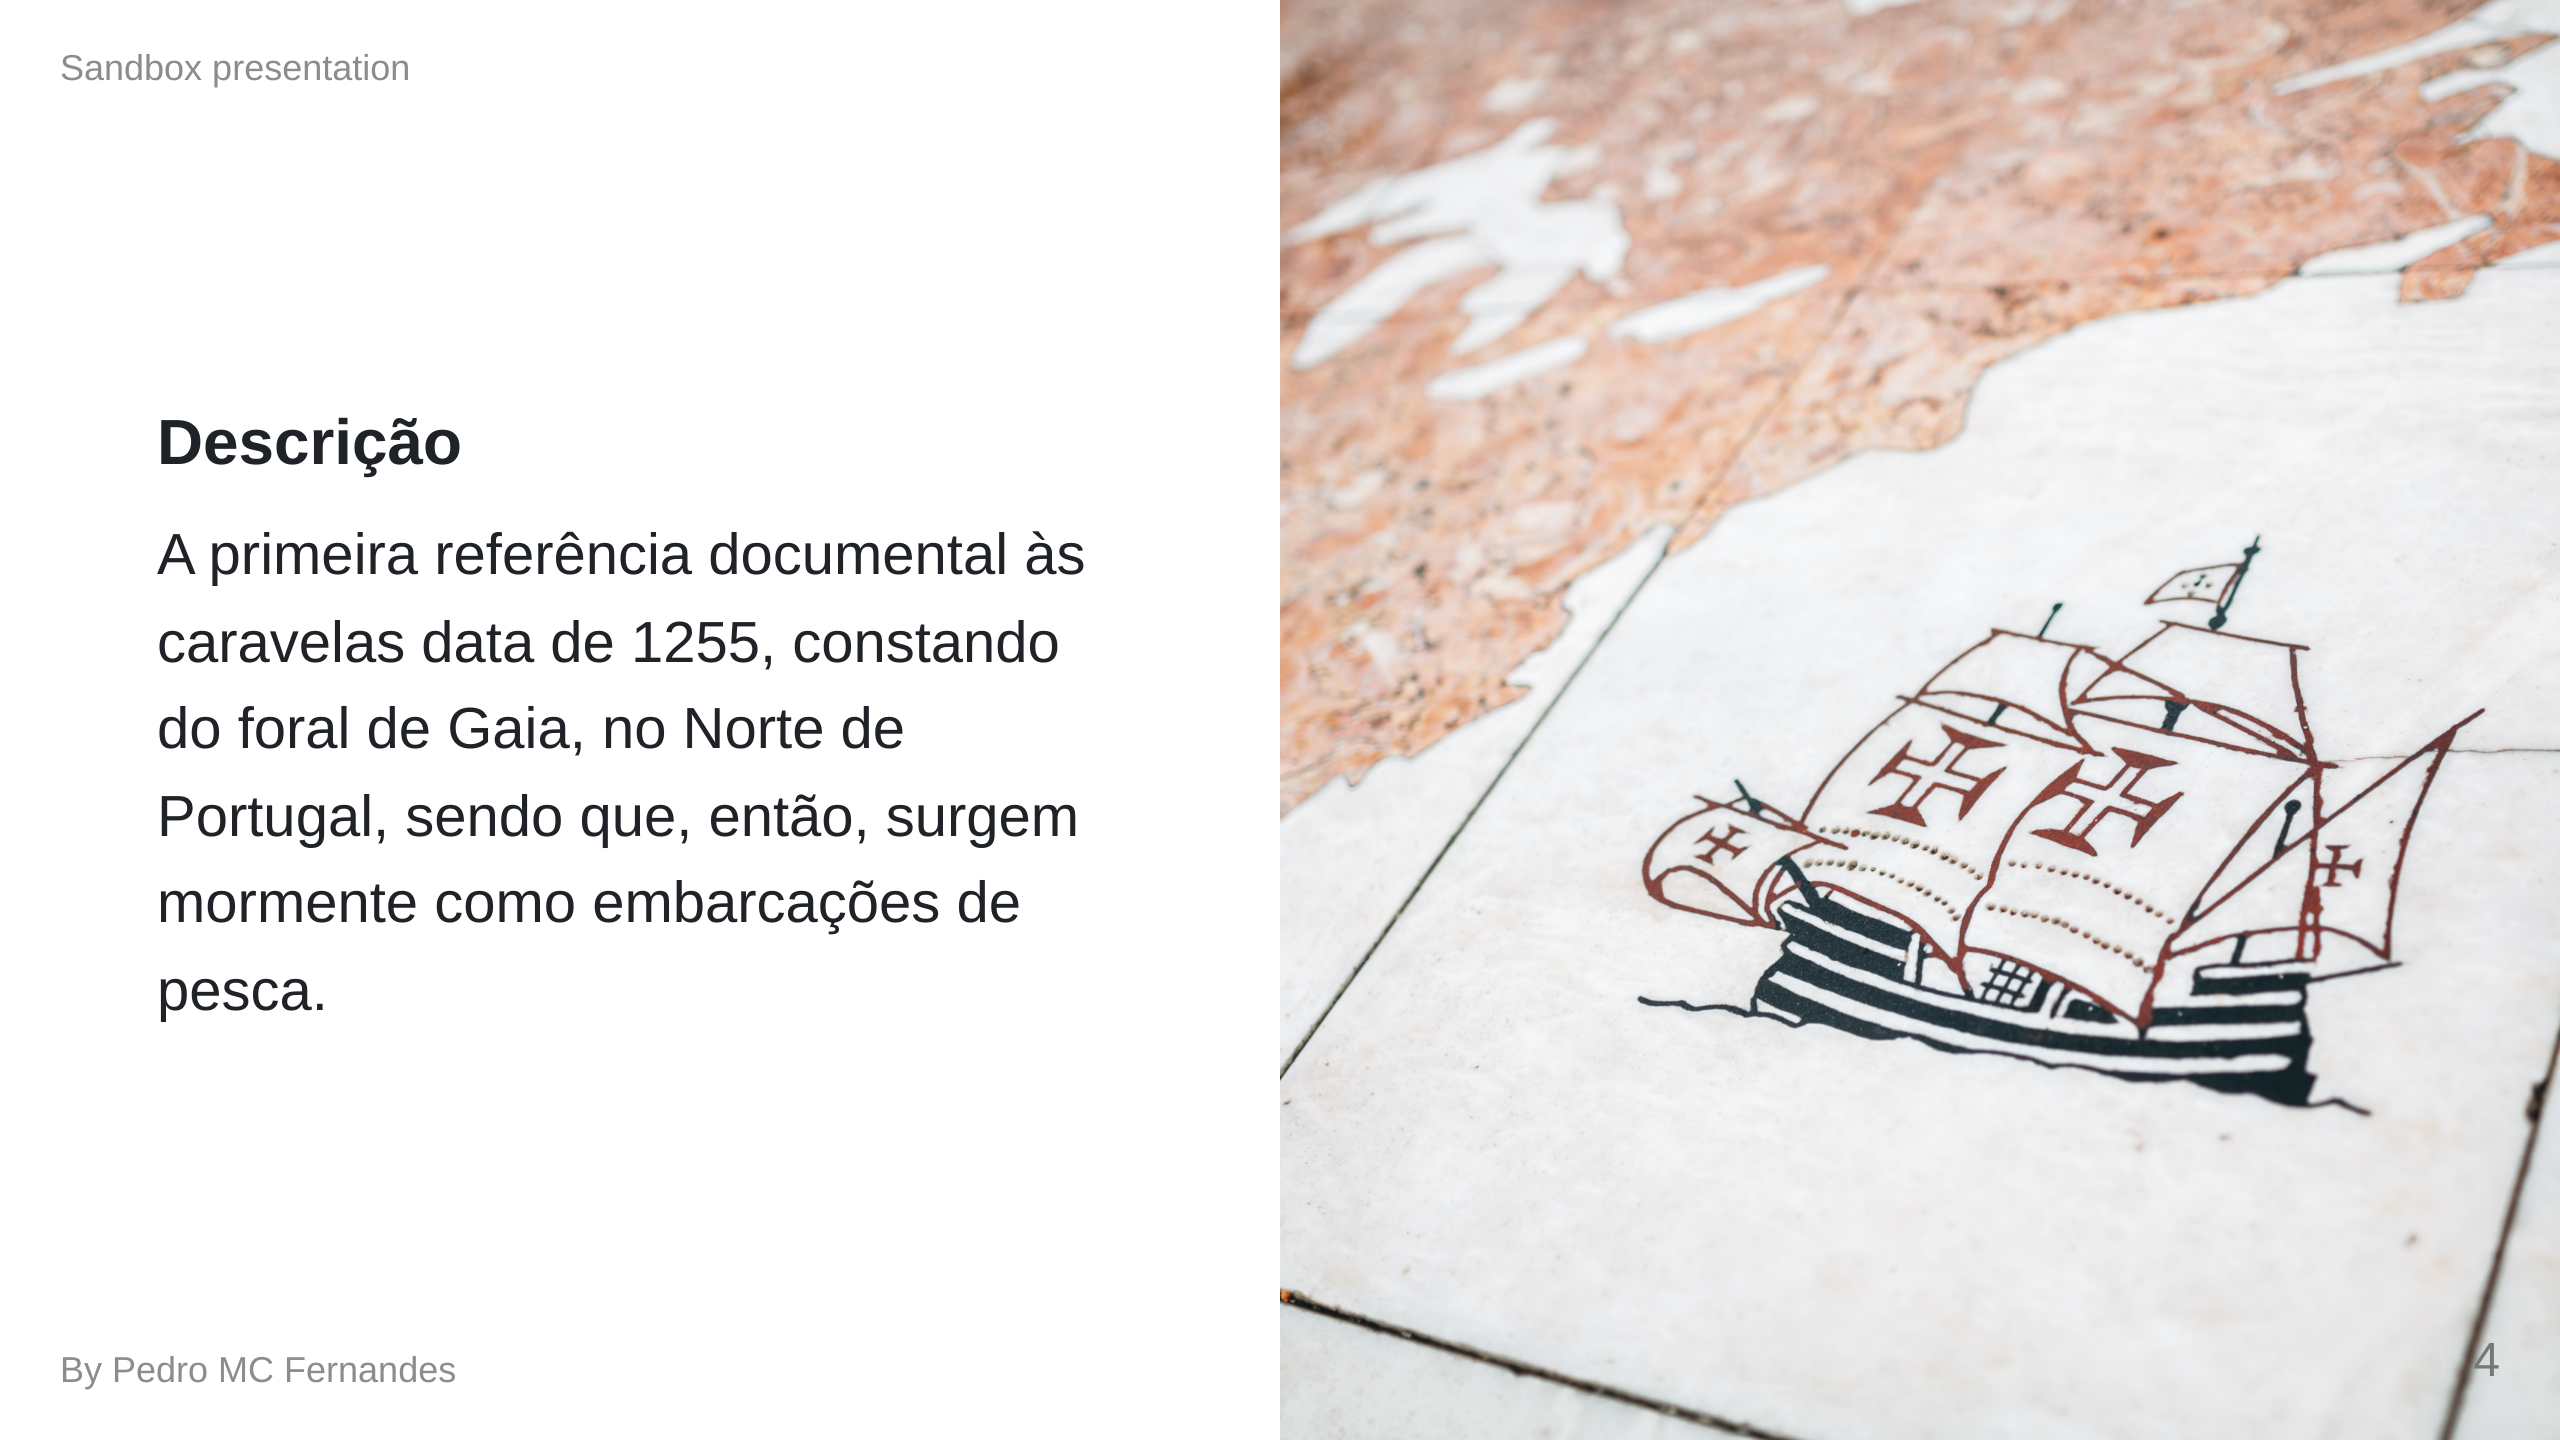 Sandbox presentation
Descrição
A primeira referência documental às
caravelas data de 1255, constando
do foral de Gaia, no Norte de
Portugal, sendo que, então, surgem
mormente como embarcações de
pesca.
By Pedro MC Fernandes
4